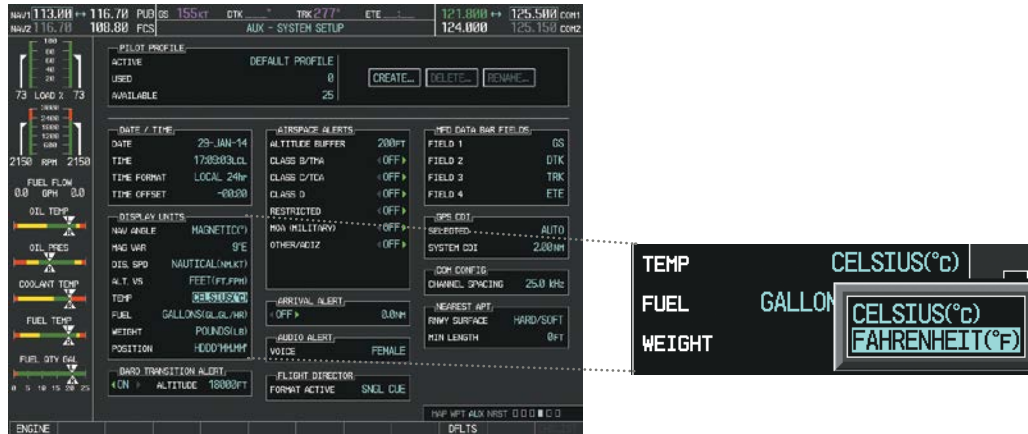 NAV1 113.00 ↔ 116.70 PUB GS 155KT DTK ___° TRK 277° ETE __:__ 121.800 ↔ 125.500 COM1
NAV2 116.70 108.80 FCS AUX - SYSTEM SETUP 124.000 125.150 COM2
100
80
60
40
20
73 LOAD % 73
2150 RPM 2150
FUEL FLOW
0.0 GPH 0.0
OIL TEMP
OIL PRES
COOLANT TEMP
FUEL TEMP
FUEL QTY GAL
0 5 10 15 20 25
PILOT PROFILE
ACTIVE DEFAULT PROFILE
USED 0
AVAILABLE 25
CREATE… DELETE… RENAME…
DATE / TIME
DATE 29-JAN-14
TIME 17:09:03LCL
TIME FORMAT LOCAL 24hr
TIME OFFSET -00:00
DISPLAY UNITS
NAV ANGLE MAGNETIC(°)
MAG VAR 9°E
DIS, SPD NAUTICAL(NM,KT)
ALT, VS FEET(FT,FPM)
TEMP CELSIUS(°C)
FUEL GALLONS(GL,GL/HR)
WEIGHT POUNDS(LB)
POSITION HDDD°MM.MM'
BARO TRANSITION ALERT
ON ALTITUDE 18000FT
AIRSPACE ALERTS
ALTITUDE BUFFER 200FT
CLASS B/TMA OFF
CLASS C/TCA OFF
CLASS D OFF
RESTRICTED OFF
MOA (MILITARY) OFF
OTHER/ADIZ OFF
ARRIVAL ALERT
OFF 0.0NM
AUDIO ALERT
VOICE FEMALE
FLIGHT DIRECTOR
FORMAT ACTIVE SNGL CUE
MFD DATA BAR FIELDS
FIELD 1 GS
FIELD 2 DTK
FIELD 3 TRK
FIELD 4 ETE
GPS CDI
SELECTED AUTO
SYSTEM CDI 2.00NM
COM CONFIG
CHANNEL SPACING 25.0 kHz
NEAREST APT
RNWY SURFACE HARD/SOFT
MIN LENGTH 0FT
MAP WPT AUX NRST
ENGINE DFLTS
TEMP CELSIUS(°C)
FUEL GALLON
WEIGHT
CELSIUS(°C)
FAHRENHEIT(°F)